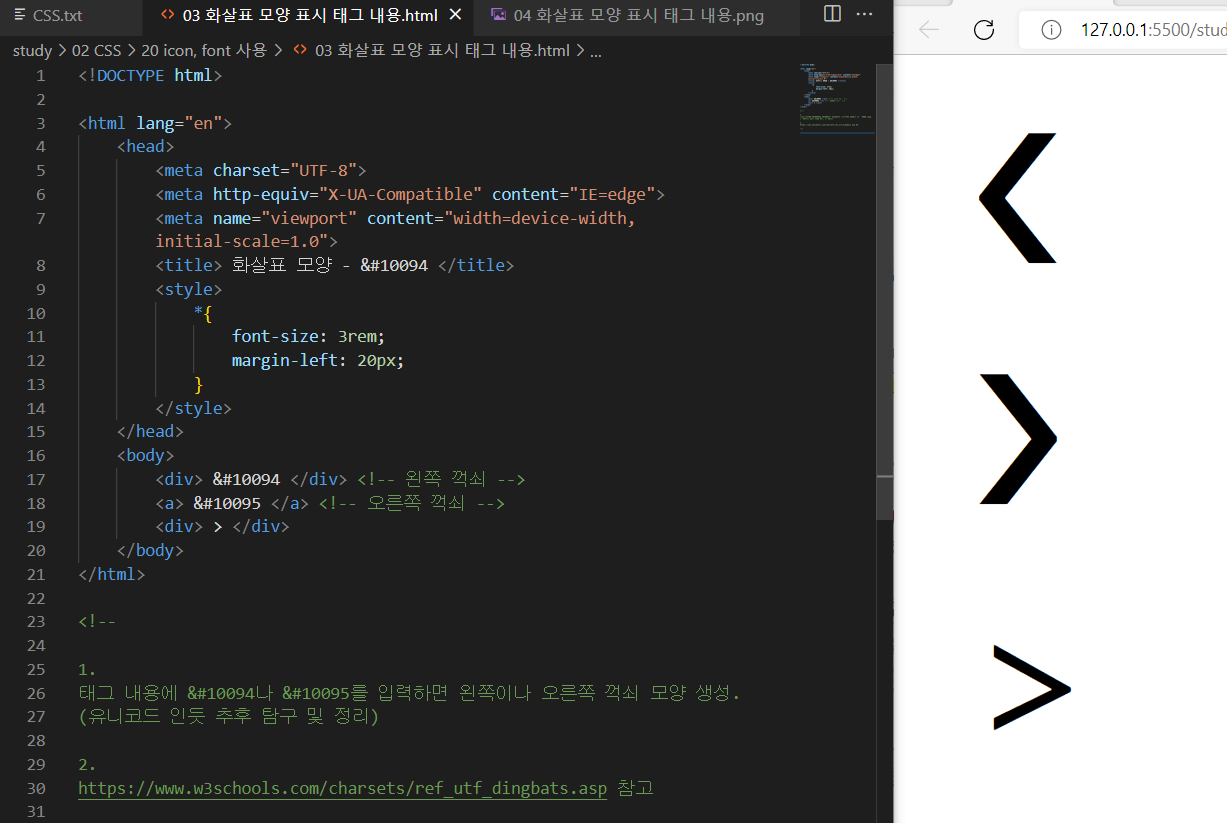 CSS.txt
<> 03 화살표 모양 표시 태그 내용.html ×
04 화살표 모양 표시 태그 내용.png
...
study > 02 CSS > 20 icon, font 사용 > <> 03 화살표 모양 표시 태그 내용.html > ...
1 <!DOCTYPE html>
2
3 <html lang="en">
4 <head>
5 <meta charset="UTF-8">
6 <meta http-equiv="X-UA-Compatible" content="IE=edge">
7 <meta name="viewport" content="width=device-width,
initial-scale=1.0">
8 <title> 화살표 모양 - &#10094 </title>
9 <style>
10 *{
11 font-size: 3rem;
12 margin-left: 20px;
13 }
14 </style>
15 </head>
16 <body>
17 <div> &#10094 </div> <!-- 왼쪽 꺽쇠 -->
18 <a> &#10095 </a> <!-- 오른쪽 꺽쇠 -->
19 <div> > </div>
20 </body>
21 </html>
22
23 <!--
24
25 1.
26 태그 내용에 &#10094나 &#10095를 입력하면 왼쪽이나 오른쪽 꺽쇠 모양 생성.
27 (유니코드 인듯 추후 탐구 및 정리)
28
29 2.
30 https://www.w3schools.com/charsets/ref_utf_dingbats.asp 참고
31
127.0.0.1:5500/stud
❮
❯
>